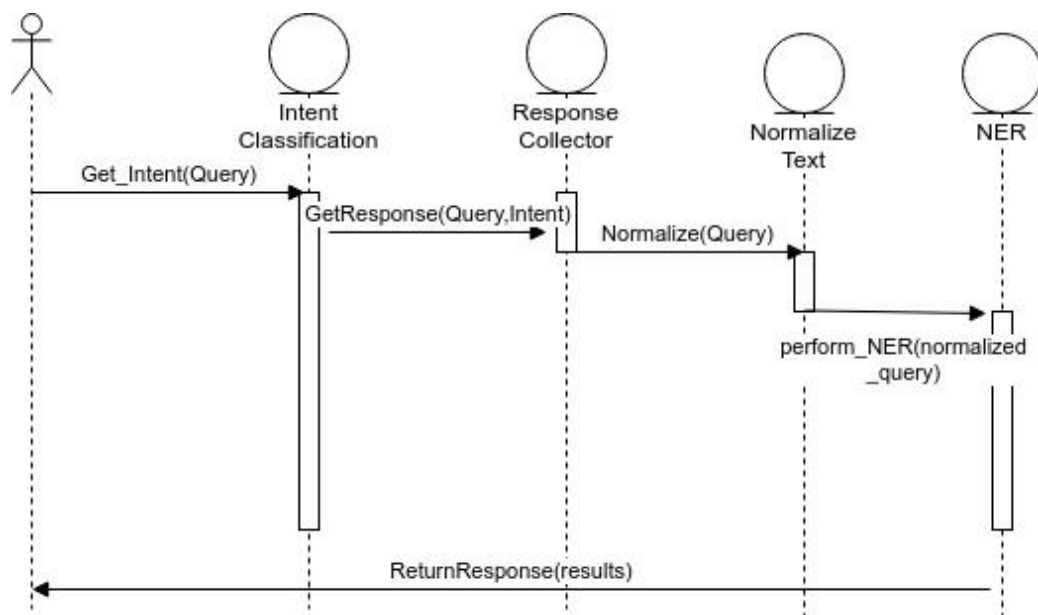 Intent
Classification
Response
Collector
Normalize
Text
NER
Get_Intent(Query)
GetResponse(Query,Intent)
Normalize(Query)
perform_NER(normalized
_query)
ReturnResponse(results)